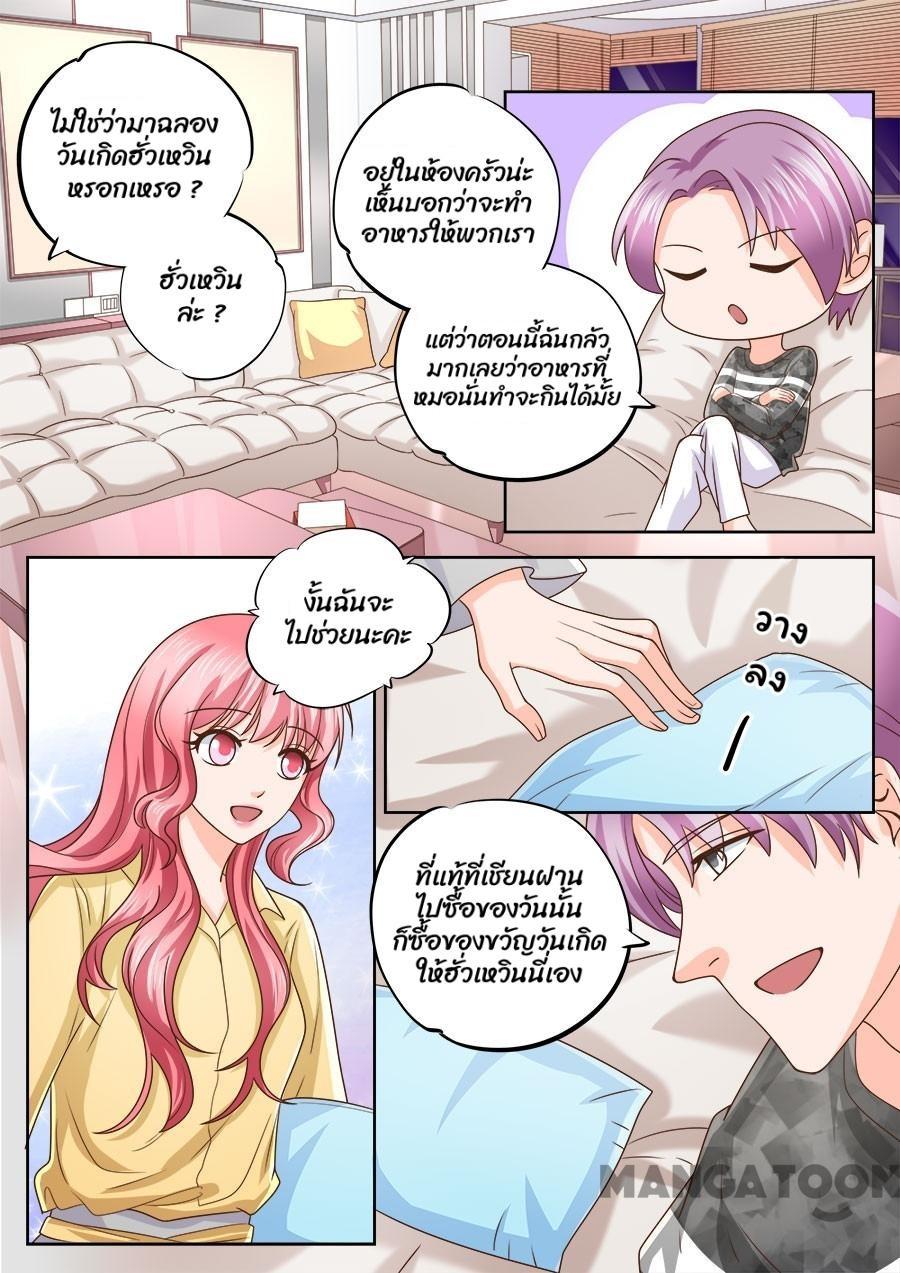 ไม่ใช่ว่ามาฉลอง
วันเกิดฮั่วเหวิน
หรอกเหรอ ?
ฮั่วเหวิน
ล่ะ ?
อยู่ในห้องครัวน่ะ
เห็นบอกว่าจะทำ
อาหารให้พวกเรา
แต่ว่าตอนนี้ฉันกลัว
มากเลยว่าอาหารที่
หมอนั่นทำจะกินได้มั้ย
งั้นฉันจะ
ไปช่วยนะคะ
วาง
ลง
ที่แท้ที่เชียนฝาน
ไปซื้อของวันนั้น
ก็ซื้อของขวัญวันเกิด
ให้ฮั่วเหวินนี่เอง
MANGATOON